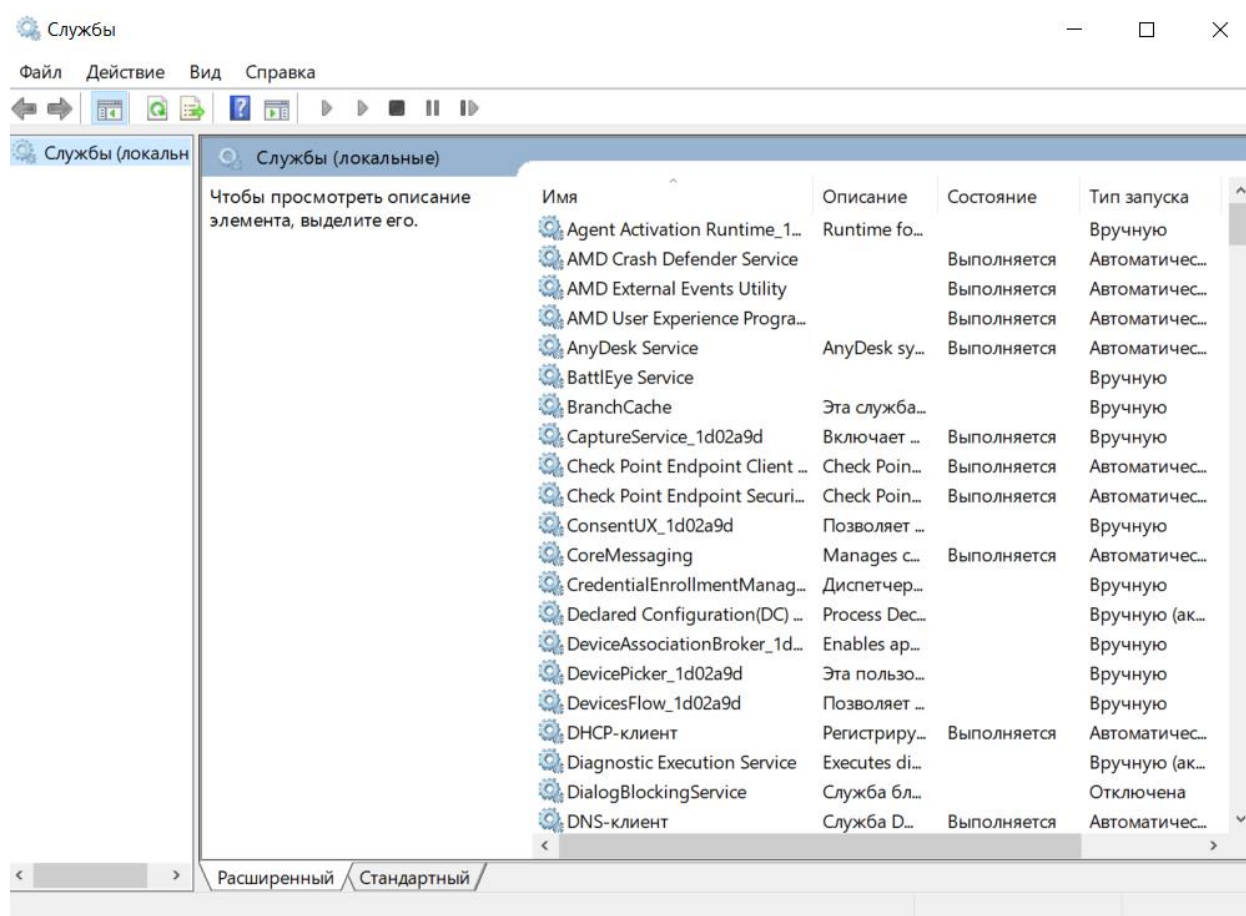 Службы
Файл Действие Вид Справка
Службы (локальн
Службы (локальные)
Чтобы просмотреть описание
элемента, выделите его.
Имя Описание Состояние Тип запуска
Agent Activation Runtime_1... Runtime fo... Вручную
AMD Crash Defender Service Выполняется Автоматичес...
AMD External Events Utility Выполняется Автоматичес...
AMD User Experience Progra... Выполняется Автоматичес...
AnyDesk Service AnyDesk sy... Выполняется Автоматичес...
BattlEye Service Вручную
BranchCache Эта служба... Вручную
CaptureService_1d02a9d Включает ... Выполняется Вручную
Check Point Endpoint Client ... Check Poin... Выполняется Автоматичес...
Check Point Endpoint Securi... Check Poin... Выполняется Автоматичес...
ConsentUX_1d02a9d Позволяет ... Вручную
CoreMessaging Manages c... Выполняется Автоматичес...
CredentialEnrollmentManag... Диспетчер... Вручную
Declared Configuration(DC) ... Process Dec... Вручную (ак...
DeviceAssociationBroker_1d... Enables ap... Вручную
DevicePicker_1d02a9d Эта пользо... Вручную
DevicesFlow_1d02a9d Позволяет ... Вручную
DHCP-клиент Регистриру... Выполняется Автоматичес...
Diagnostic Execution Service Executes di... Вручную (ак...
DialogBlockingService Служба бл... Отключена
DNS-клиент Служба D... Выполняется Автоматичес...
Расширенный Стандартный